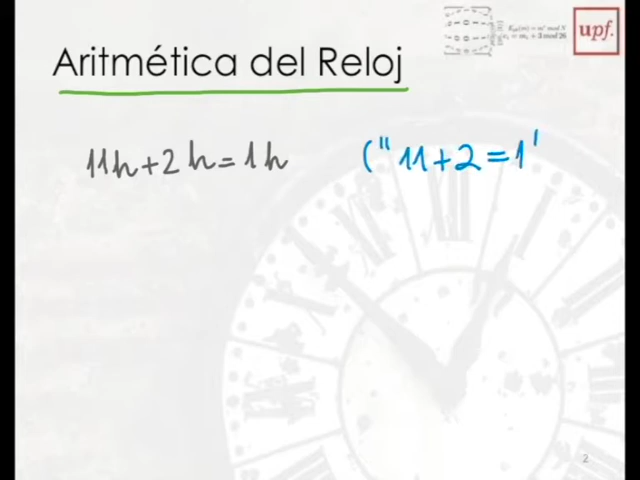 upf.
Aritmética del Reloj
11h+2h=1h
("11+2=1'
2